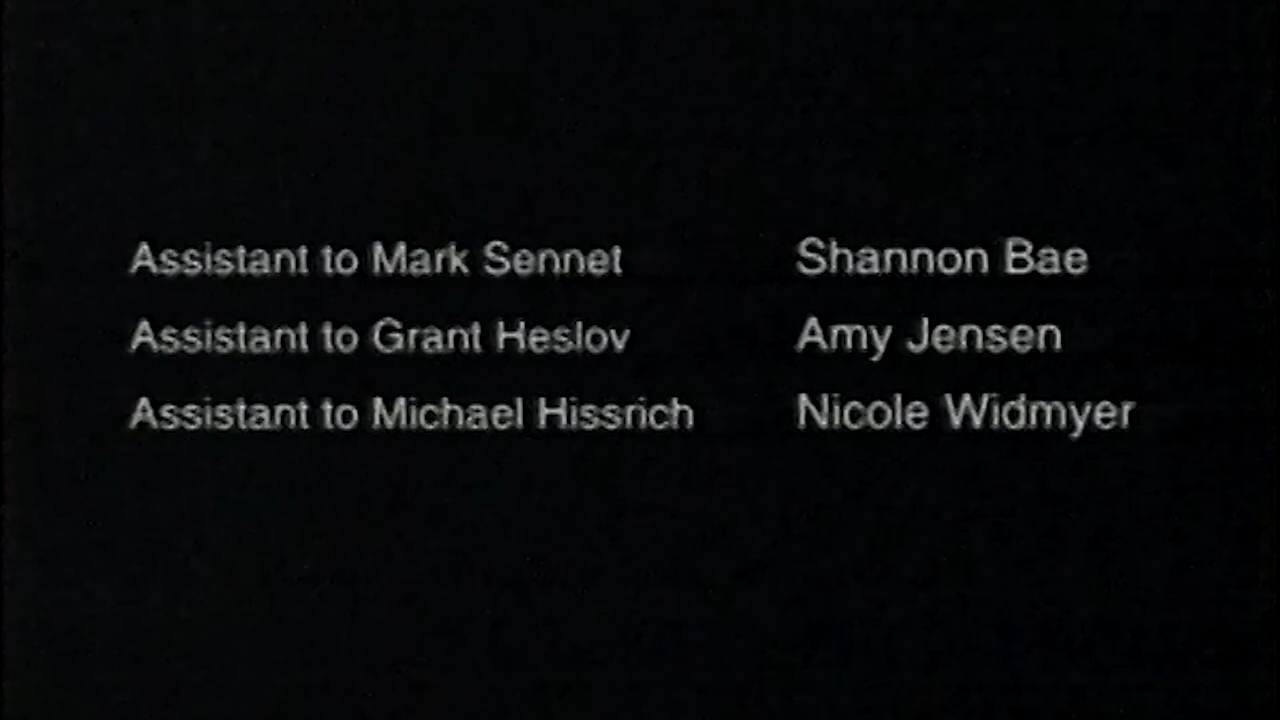 Assistant to Mark Sennet Shannon Bae
Assistant to Grant Heslov Amy Jensen
Assistant to Michael Hissrich Nicole Widmyer